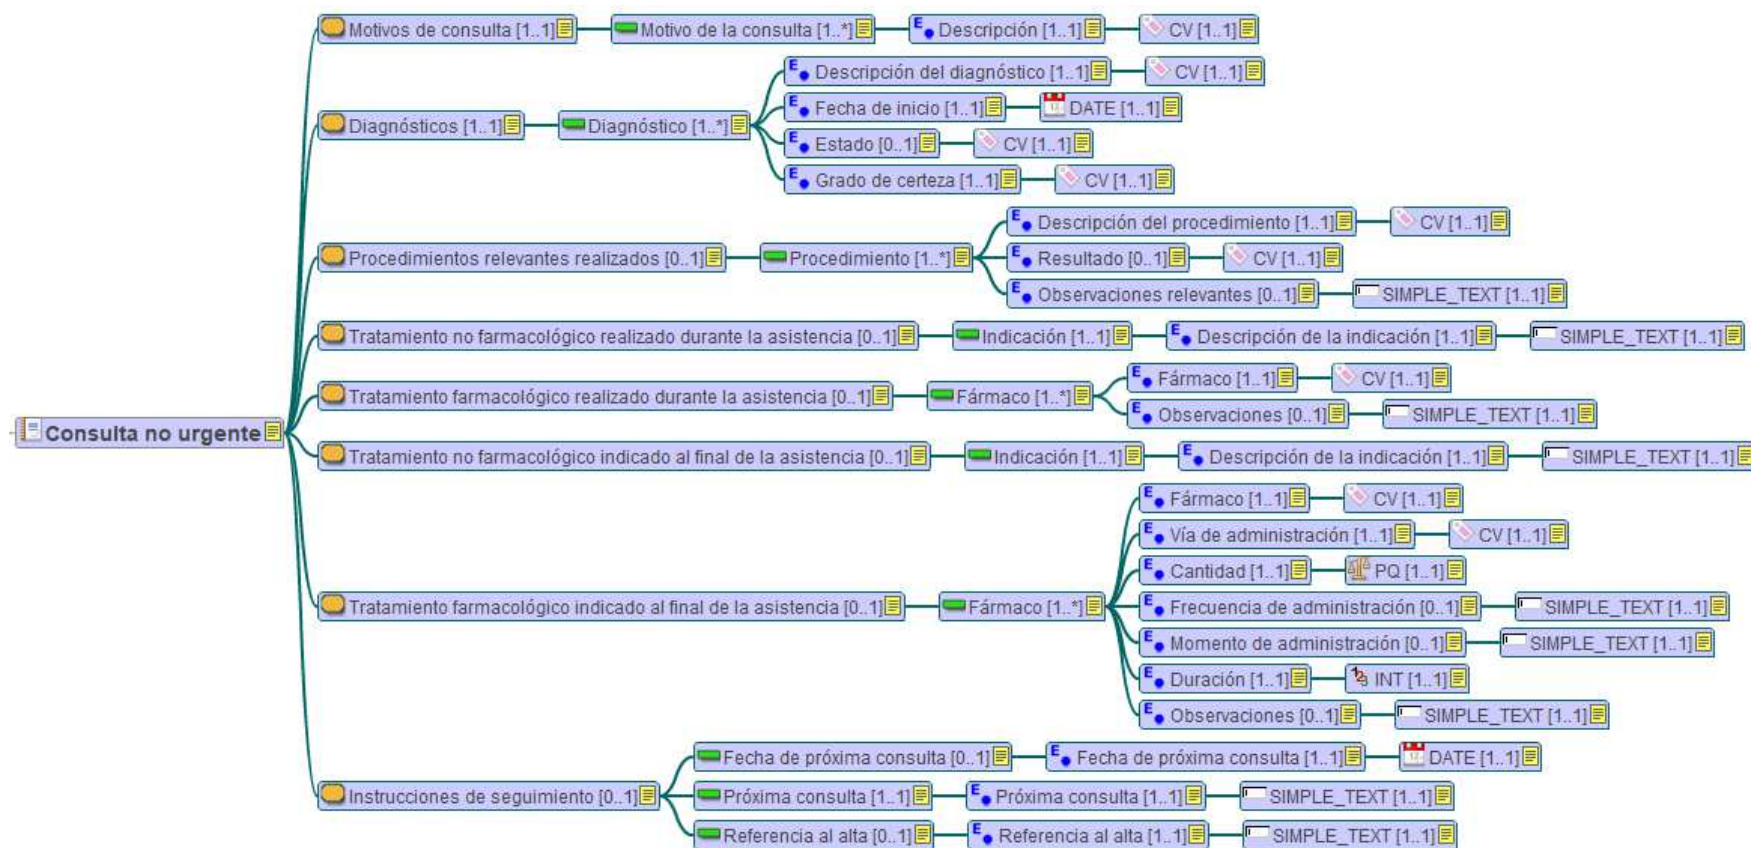 Motivos de consulta [1..1] Motivo de la consulta [1..*] E Descripción [1..1] CV [1..1]
E Descripción del diagnóstico [1..1] CV [1..1]
E Fecha de inicio [1..1] DATE [1..1]
Diagnósticos [1..1] Diagnóstico [1..*]
E Estado [0..1] CV [1..1]
E Grado de certeza [1..1] CV [1..1]
E Descripción del procedimiento [1..1] CV [1..1]
Procedimientos relevantes realizados [0..1] Procedimiento [1..*] E Resultado [0..1] CV [1..1]
E Observaciones relevantes [0..1] SIMPLE_TEXT [1..1]
Tratamiento no farmacológico realizado durante la asistencia [0..1] Indicación [1..1] E Descripción de la indicación [1..1] SIMPLE_TEXT [1..1]
E Fármaco [1..1] CV [1..1]
Tratamiento farmacológico realizado durante la asistencia [0..1] Fármaco [1..*]
E Observaciones [0..1] SIMPLE_TEXT [1..1]
Consulta no urgente
Tratamiento no farmacológico indicado al final de la asistencia [0..1] Indicación [1..1] E Descripción de la indicación [1..1] SIMPLE_TEXT [1..1]
E Fármaco [1..1] CV [1..1]
E Vía de administración [1..1] CV [1..1]
E Cantidad [1..1] PQ [1..1]
Tratamiento farmacológico indicado al final de la asistencia [0..1] Fármaco [1..*] E Frecuencia de administración [0..1] SIMPLE_TEXT [1..1]
E Momento de administración [0..1] SIMPLE_TEXT [1..1]
E Duración [1..1] INT [1..1]
E Observaciones [0..1] SIMPLE_TEXT [1..1]
Fecha de próxima consulta [0..1] E Fecha de próxima consulta [1..1] DATE [1..1]
Instrucciones de seguimiento [0..1] Próxima consulta [1..1] E Próxima consulta [1..1] SIMPLE_TEXT [1..1]
Referencia al alta [0..1] E Referencia al alta [1..1] SIMPLE_TEXT [1..1]